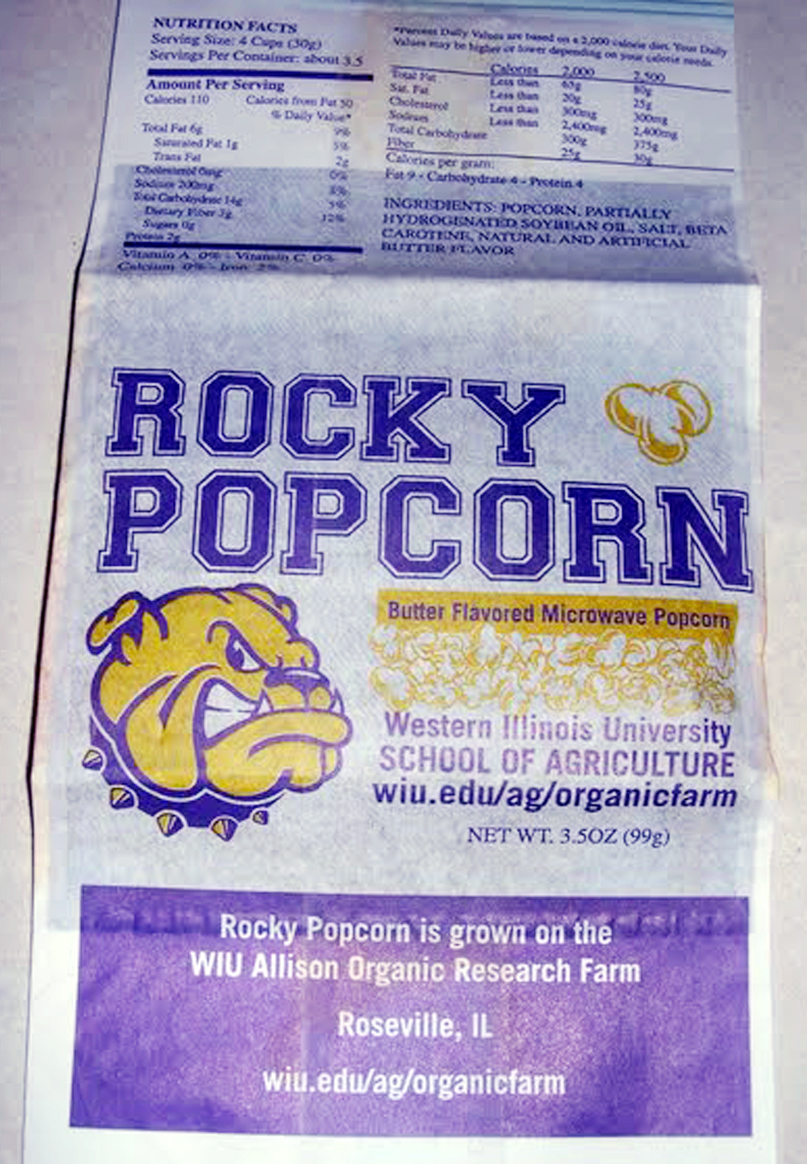 NUTRITION FACTS
Serving Size: 4 Cups (30g)
Servings Per Container: about 3.5
Amount Per Serving
Calories 110 Calories from Fat 50
% Daily Value*
Total Fat 6g 9%
Saturated Fat 1g 5%
Trans Fat 2g
Cholesterol 0mg 0%
Sodium 200mg 8%
Total Carbohydrate 14g 5%
Dietary Fiber 3g 12%
Sugars 0g
Protein 2g
Vitamin A 0% - Vitamin C 0%
Calcium 0% - Iron 2%
*Percent Daily Values are based on a 2,000 calorie diet. Your Daily
Values may be higher or lower depending on your calorie needs.
Calories 2,000 2,500
Total Fat Less than 65g 80g
Sat. Fat Less than 20g 25g
Cholesterol Less than 300mg 300mg
Sodium Less than 2,400mg 2,400mg
Total Carbohydrate 300g 375g
Fiber 25g 30g
Calories per gram:
Fat 9 - Carbohydrate 4 - Protein 4
INGREDIENTS: POPCORN, PARTIALLY
HYDROGENATED SOYBEAN OIL, SALT, BETA
CAROTENE, NATURAL AND ARTIFICIAL
BUTTER FLAVOR
ROCKY
POPCORN
Butter Flavored Microwave Popcorn
Western Illinois University
SCHOOL OF AGRICULTURE
wiu.edu/ag/organicfarm
NET WT. 3.5OZ (99g)
Rocky Popcorn is grown on the
WIU Allison Organic Research Farm
Roseville, IL
wiu.edu/ag/organicfarm